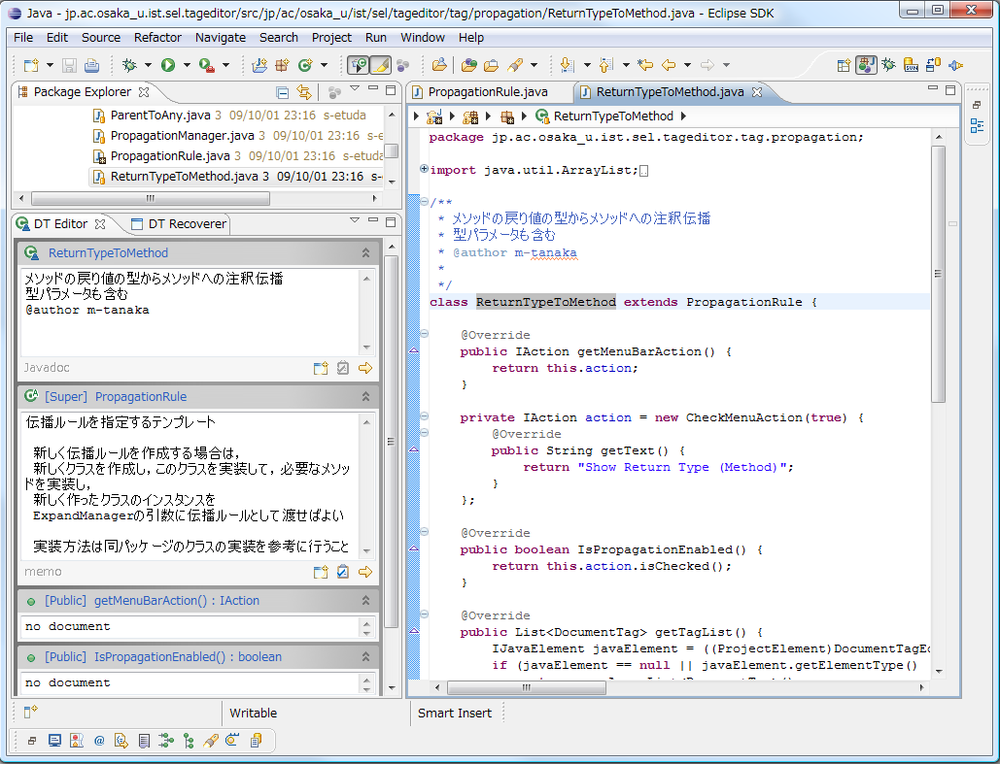 Java - jp.ac.osaka_u.ist.sel.tageditor/src/jp/ac/osaka_u/ist/sel/tageditor/tag/propagation/ReturnTypeToMethod.java - Eclipse SDK
File Edit Source Refactor Navigate Search Project Run Window Help
Package Explorer
ParentToAny.java 3 09/10/01 23:16 s-etuda
PropagationManager.java 3 09/10/01 23:16 s-e
PropagationRule.java 3 09/10/01 23:16 s-etuda
ReturnTypeToMethod.java 3 09/10/01 23:16 s-
DT Editor DT Recoverer
ReturnTypeToMethod
メソッドの戻り値の型からメソッドへの注釈伝播
型パラメータも含む
@author m-tanaka
Javadoc
[Super] PropagationRule
伝播ルールを指定するテンプレート
新しく伝播ルールを作成する場合は,
新しくクラスを作成し, このクラスを実装して, 必要なメソッ
ドを実装し,
新しく作ったクラスのインスタンスを
ExpandManagerの引数に伝播ルールとして渡せばよい
実装方法は同パッケージのクラスの実装を参考に行うこと
memo
[Public] getMenuBarAction() : IAction
no document
[Public] IsPropagationEnabled() : boolean
no document
PropagationRule.java ReturnTypeToMethod.java
ReturnTypeToMethod
package jp.ac.osaka_u.ist.sel.tageditor.tag.propagation;
import java.util.ArrayList;
/**
* メソッドの戻り値の型からメソッドへの注釈伝播
* 型パラメータも含む
* @author m-tanaka
*
*/
class ReturnTypeToMethod extends PropagationRule {
@Override
public IAction getMenuBarAction() {
return this.action;
}
private IAction action = new CheckMenuAction(true) {
@Override
public String getText() {
return "Show Return Type (Method)";
}
};
@Override
public boolean IsPropagationEnabled() {
return this.action.isChecked();
}
@Override
public List<DocumentTag> getTagList() {
IJavaElement javaElement = ((ProjectElement)DocumentTagEd
if (javaElement == null || javaElement.getElementType()
Writable
Smart Insert